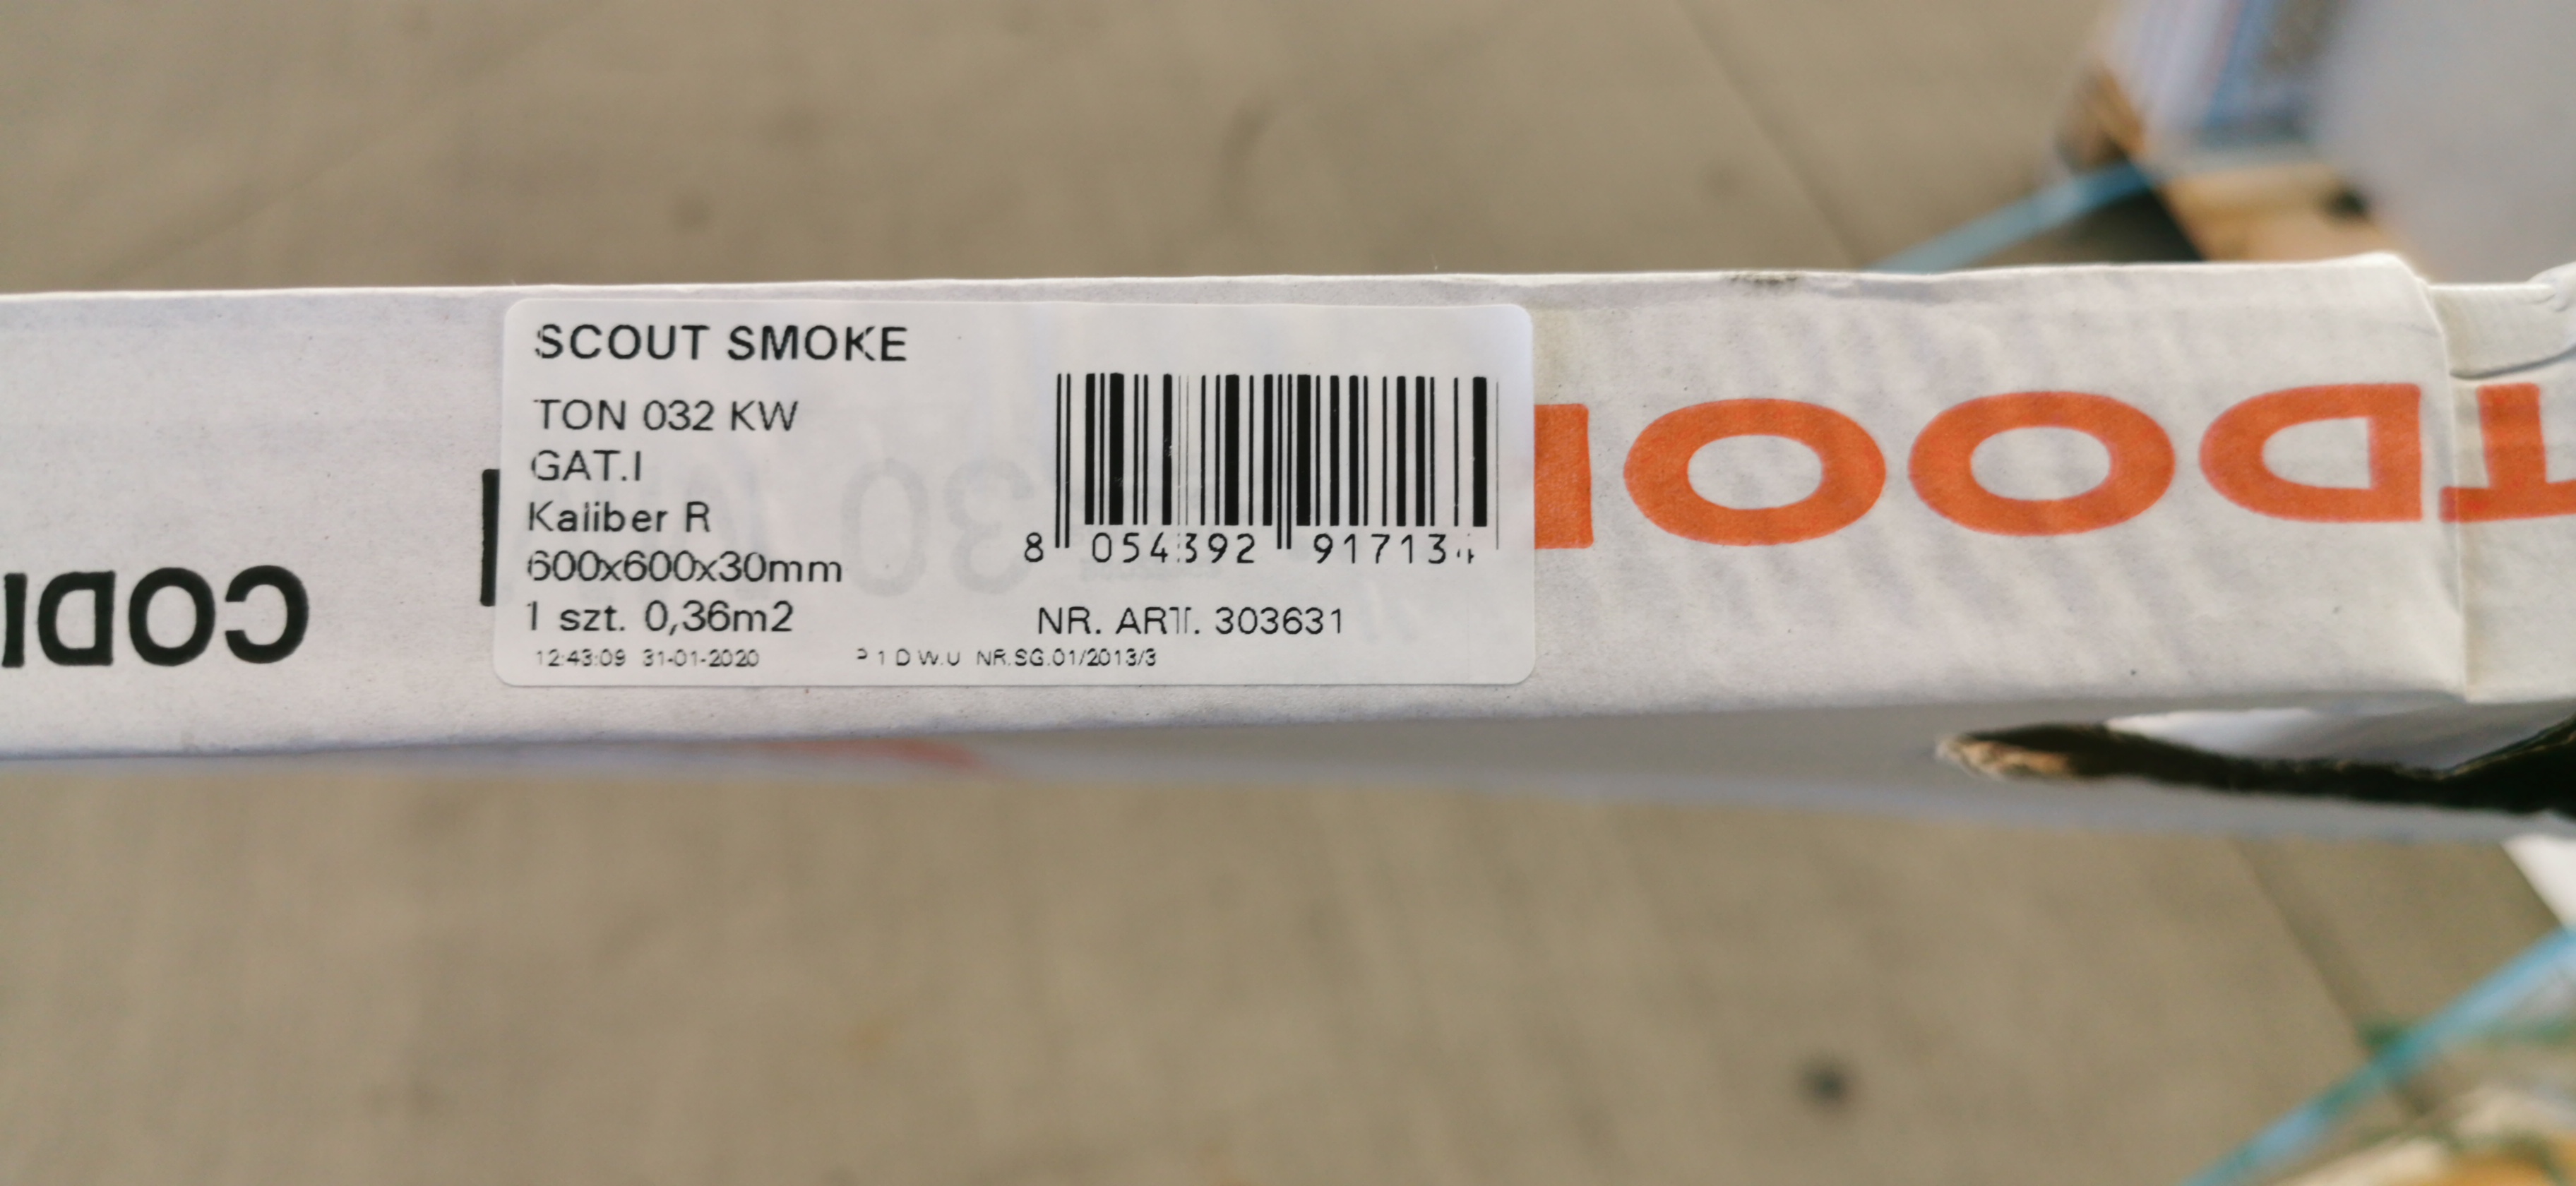 SCOUT SMOKE
TON 032 KW
GAT.I
Kaliber R
600x600x30mm
1 szt. 0,36m2
12:43:09 31-01-2020
8 054392 917134
NR. ART. 303631
P 1 D W.U NR.SG.01/2013/3
CODI
TDOO